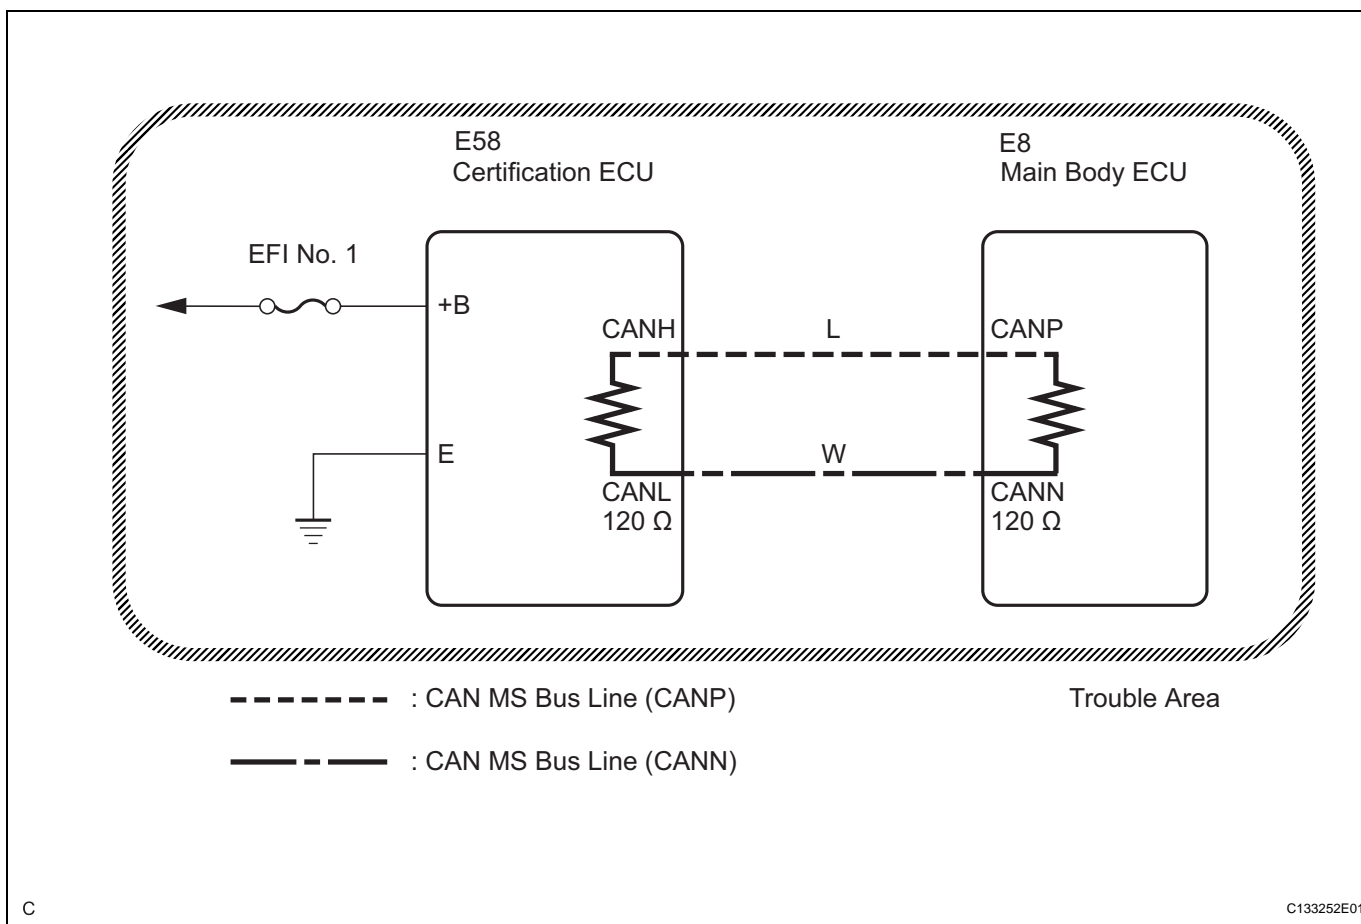 E58
Certification ECU
E8
Main Body ECU
EFI No. 1
+B
CANH
L
CANP
E
W
CANL
120 Ω
CANN
120 Ω
: CAN MS Bus Line (CANP)
Trouble Area
: CAN MS Bus Line (CANN)
C
C133252E01